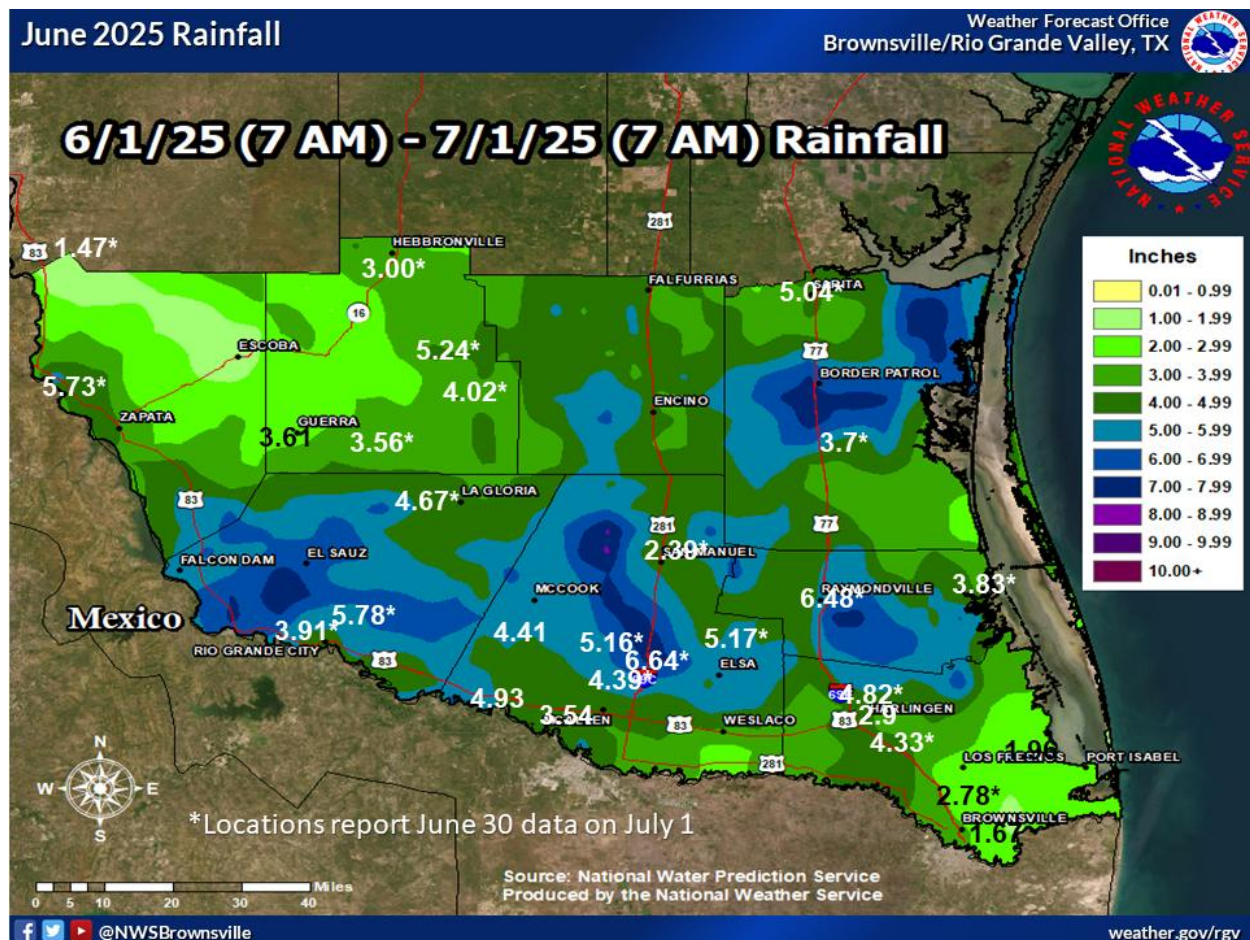 June 2025 Rainfall
Weather Forecast Office
Brownsville/Rio Grande Valley, TX
NATIONAL WEATHER SERVICE
6/1/25 (7 AM) - 7/1/25 (7 AM) Rainfall
NATIONAL WEATHER SERVICE
281
83
1.47*
HEBBRONVILLE
3.00*
FALFURRIAS
SARITA
5.04*
Inches
0.01 - 0.99
1.00 - 1.99
2.00 - 2.99
3.00 - 3.99
4.00 - 4.99
5.00 - 5.99
6.00 - 6.99
7.00 - 7.99
8.00 - 8.99
9.00 - 9.99
10.00+
16
ESCOBA
5.24*
77
BORDER PATROL
5.73*
4.02*
ENCINO
ZAPATA
GUERRA
3.61
3.56*
3.7*
83
4.67*
LA GLORIA
281
77
FALCON DAM
EL SAUZ
2.39*
SAN MANUEL
MCCOOK
RAYMONDVILLE
6.48*
3.83*
Mexico
5.78*
3.91*
4.41
5.16*
5.17*
RIO GRANDE CITY
83
6.64*
ELSA
4.39*
4.93
4.82*
3.54
MCALLEN
83
WESLACO
HARLINGEN
2.9
83
4.33*
281
1.96
LOS FRESNOS
PORT ISABEL
2.78*
BROWNSVILLE
1.67
N
W
E
S
*Locations report June 30 data on July 1
Miles
0 5 10 20 30 40
Source: National Water Prediction Service
Produced by the National Weather Service
@NWSBrownsville
weather.gov/rgv